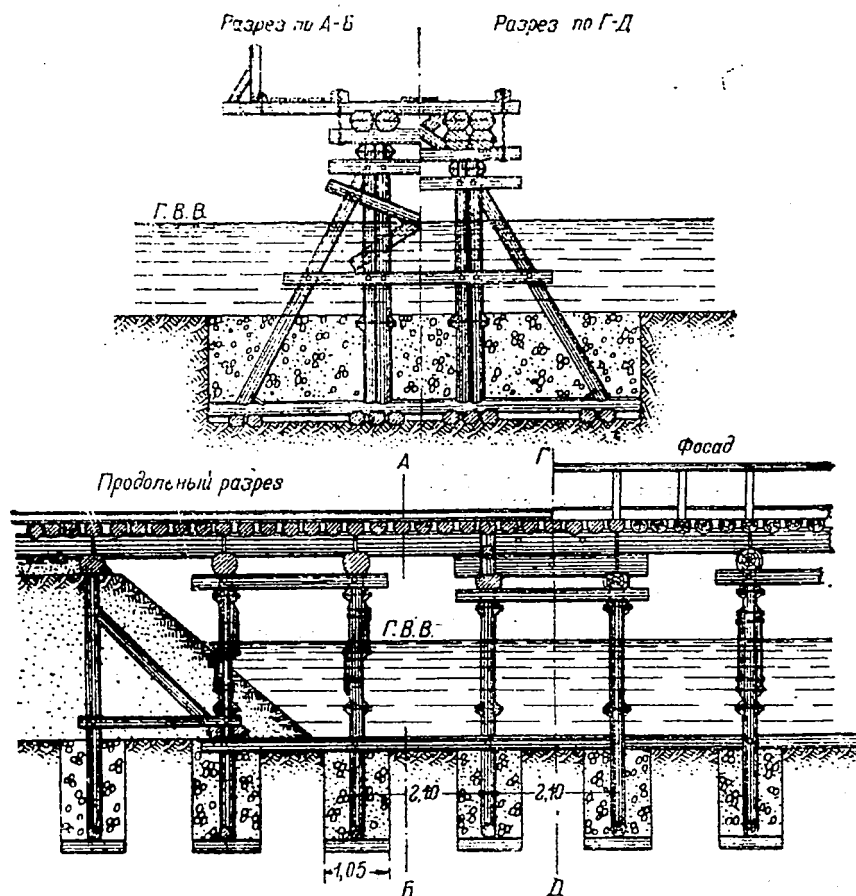 Разрез по А-Б
Разрез по Г-Д
Г.В.В.
А
Г
Фасад
Продольный разрез
Г.В.В.
2,10
2,10
1,05
Б
Д